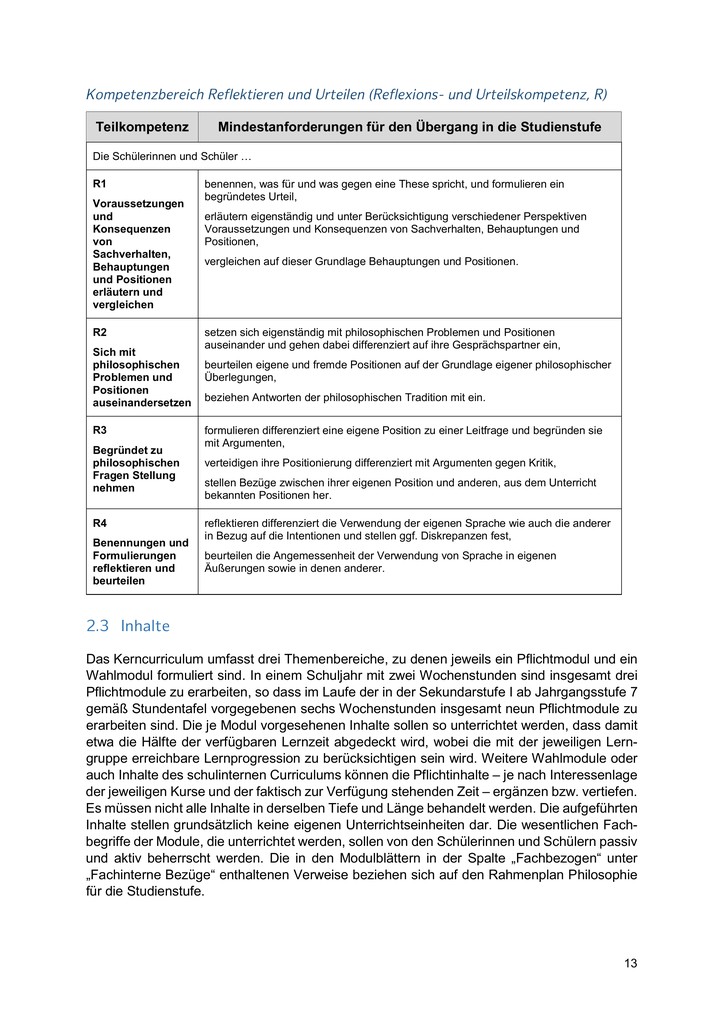 Kompetenzbereich Reflektieren und Urteilen (Reflexions- und Urteilskompetenz, R)
Teilkompetenz
Mindestanforderungen für den Übergang in die Studienstufe
Die Schülerinnen und Schüler …
R1
Voraussetzungen
und
Konsequenzen
von
Sachverhalten,
Behauptungen
und Positionen
erläutern und
vergleichen
benennen, was für und was gegen eine These spricht, und formulieren ein
begründetes Urteil,
erläutern eigenständig und unter Berücksichtigung verschiedener Perspektiven
Voraussetzungen und Konsequenzen von Sachverhalten, Behauptungen und
Positionen,
vergleichen auf dieser Grundlage Behauptungen und Positionen.
R2
Sich mit
philosophischen
Problemen und
Positionen
auseinandersetzen
setzen sich eigenständig mit philosophischen Problemen und Positionen
auseinander und gehen dabei differenziert auf ihre Gesprächspartner ein,
beurteilen eigene und fremde Positionen auf der Grundlage eigener philosophischer
Überlegungen,
beziehen Antworten der philosophischen Tradition mit ein.
R3
Begründet zu
philosophischen
Fragen Stellung
nehmen
formulieren differenziert eine eigene Position zu einer Leitfrage und begründen sie
mit Argumenten,
verteidigen ihre Positionierung differenziert mit Argumenten gegen Kritik,
stellen Bezüge zwischen ihrer eigenen Position und anderen, aus dem Unterricht
bekannten Positionen her.
R4
Benennungen und
Formulierungen
reflektieren und
beurteilen
reflektieren differenziert die Verwendung der eigenen Sprache wie auch die anderer
in Bezug auf die Intentionen und stellen ggf. Diskrepanzen fest,
beurteilen die Angemessenheit der Verwendung von Sprache in eigenen
Äußerungen sowie in denen anderer.
2.3 Inhalte
Das Kerncurriculum umfasst drei Themenbereiche, zu denen jeweils ein Pflichtmodul und ein
Wahlmodul formuliert sind. In einem Schuljahr mit zwei Wochenstunden sind insgesamt drei
Pflichtmodule zu erarbeiten, so dass im Laufe der in der Sekundarstufe I ab Jahrgangsstufe 7
gemäß Stundentafel vorgegebenen sechs Wochenstunden insgesamt neun Pflichtmodule zu
erarbeiten sind. Die je Modul vorgesehenen Inhalte sollen so unterrichtet werden, dass damit
etwa die Hälfte der verfügbaren Lernzeit abgedeckt wird, wobei die mit der jeweiligen Lern-
gruppe erreichbare Lernprogression zu berücksichtigen sein wird. Weitere Wahlmodule oder
auch Inhalte des schulinternen Curriculums können die Pflichtinhalte – je nach Interessenlage
der jeweiligen Kurse und der faktisch zur Verfügung stehenden Zeit – ergänzen bzw. vertiefen.
Es müssen nicht alle Inhalte in derselben Tiefe und Länge behandelt werden. Die aufgeführten
Inhalte stellen grundsätzlich keine eigenen Unterrichtseinheiten dar. Die wesentlichen Fach-
begriffe der Module, die unterrichtet werden, sollen von den Schülerinnen und Schülern passiv
und aktiv beherrscht werden. Die in den Modulblättern in der Spalte „Fachbezogen“ unter
„Fachinterne Bezüge“ enthaltenen Verweise beziehen sich auf den Rahmenplan Philosophie
für die Studienstufe.
13